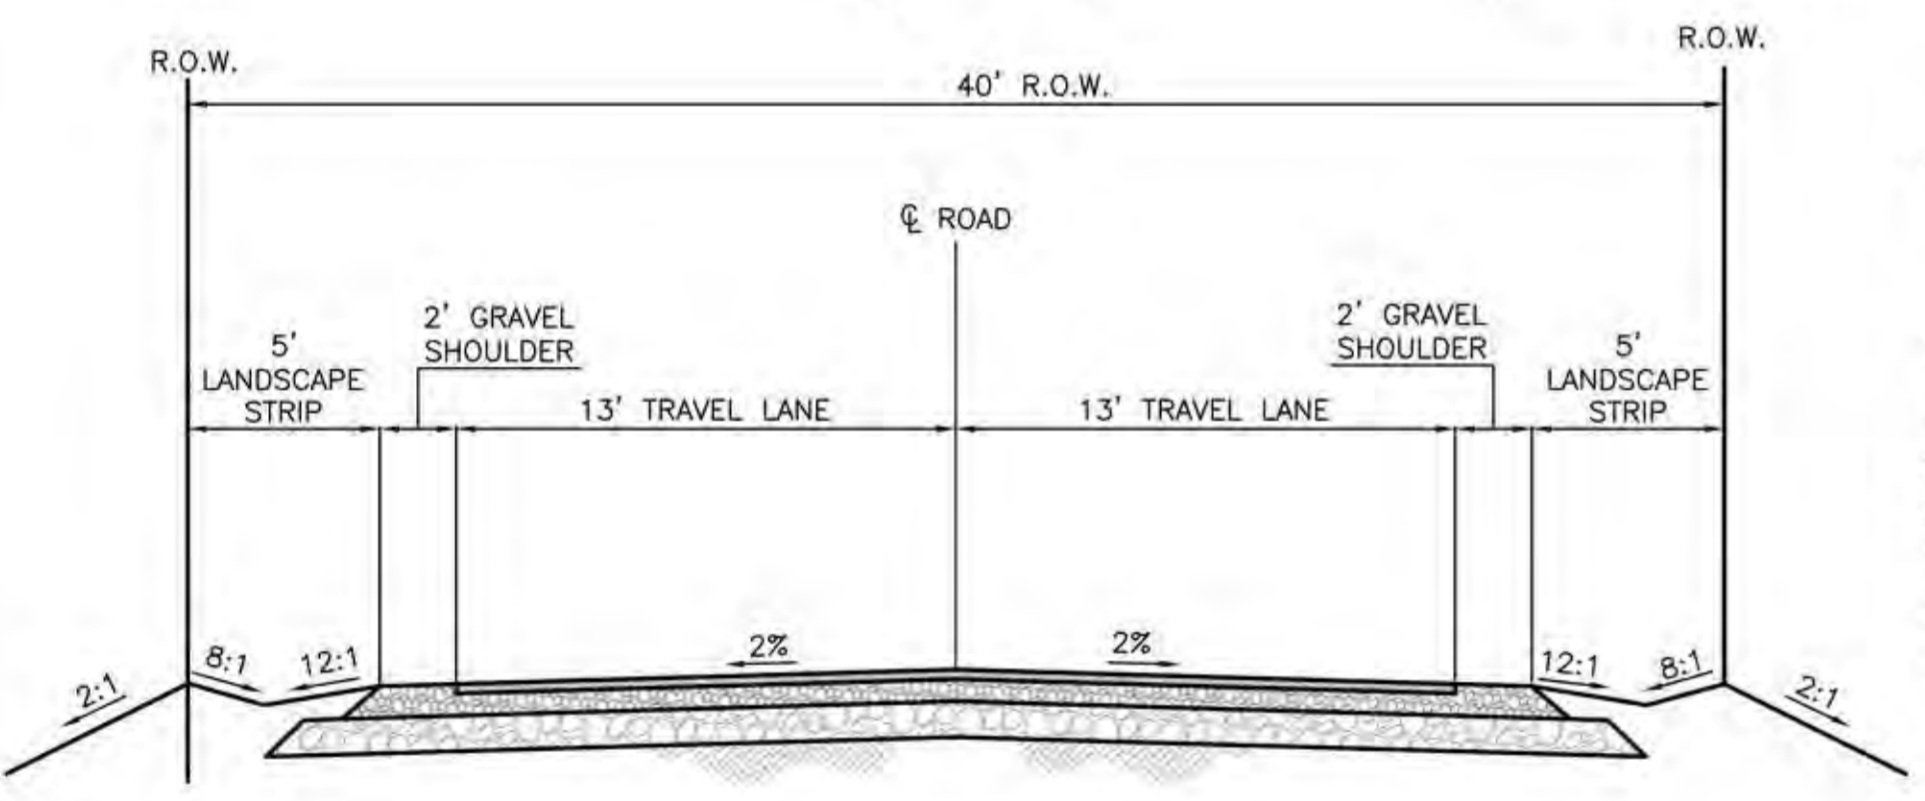 R.O.W.
R.O.W.
40' R.O.W.
℄ ROAD
2' GRAVEL
SHOULDER
2' GRAVEL
SHOULDER
5'
LANDSCAPE
STRIP
13' TRAVEL LANE
13' TRAVEL LANE
5'
LANDSCAPE
STRIP
2:1
8:1
12:1
2%
2%
12:1
8:1
2:1